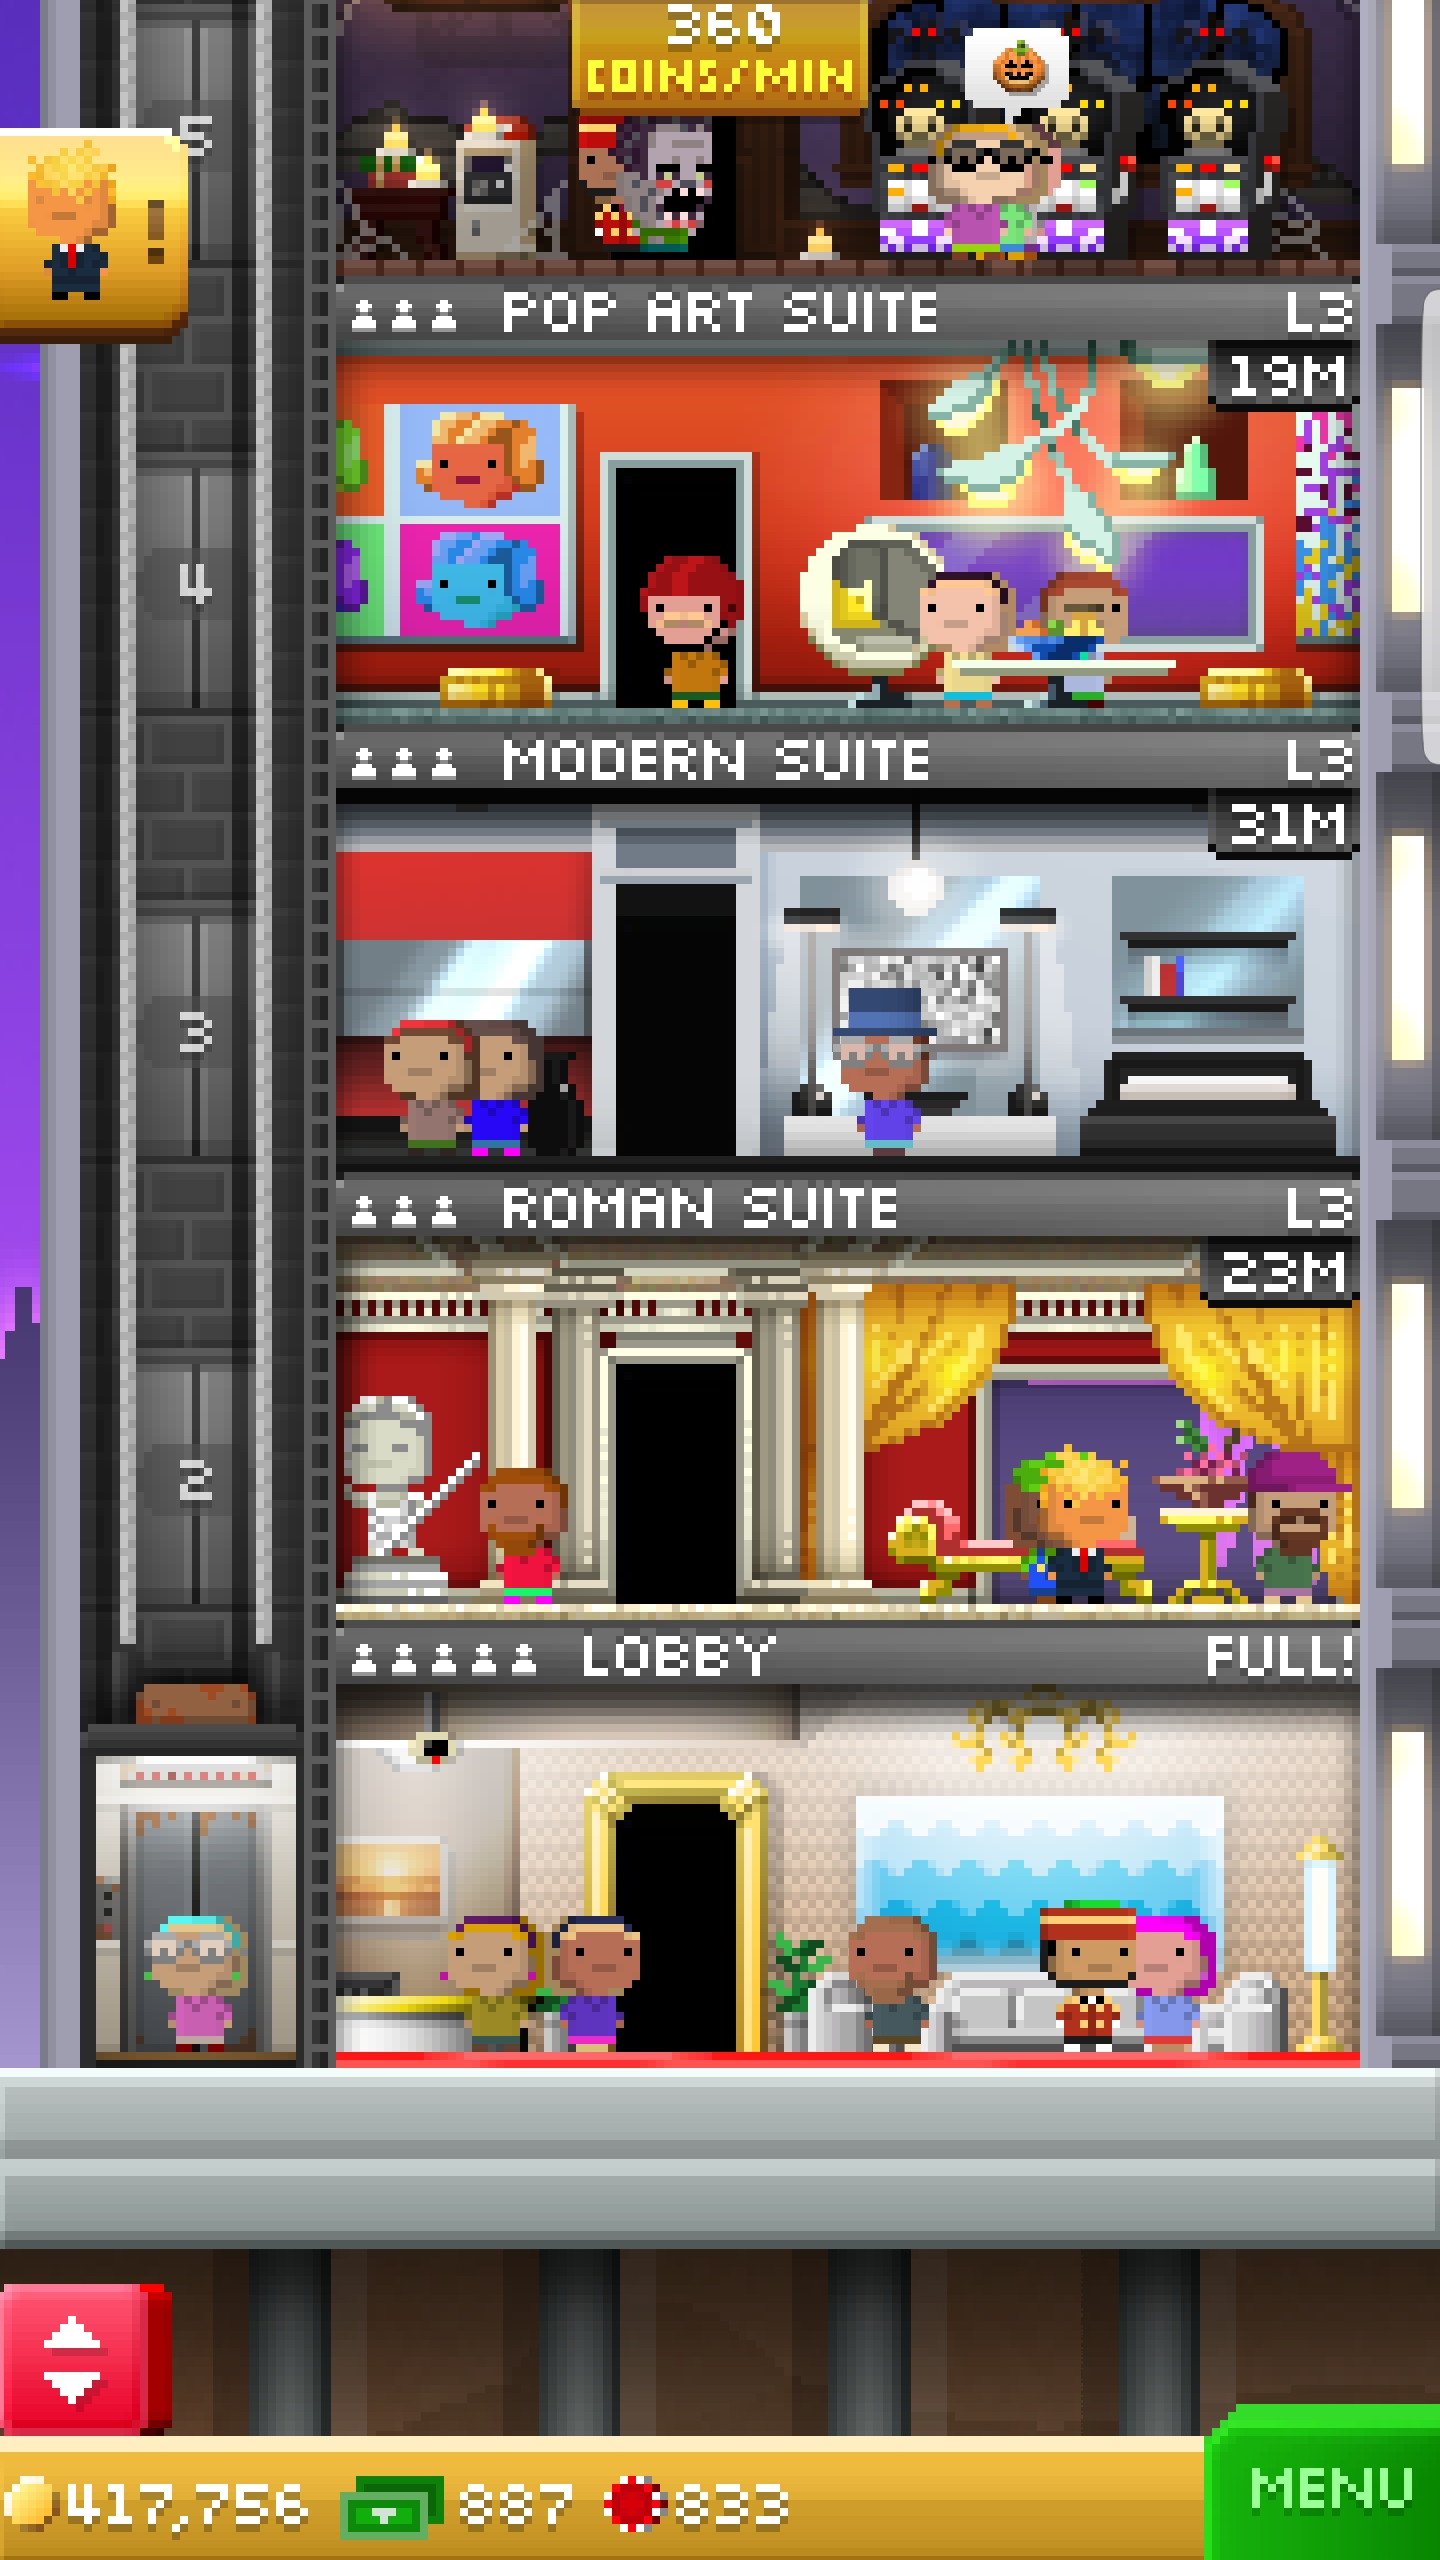 360
COINS/MIN
5
!
POP ART SUITE L3
19M
4
MODERN SUITE L3
31M
3
ROMAN SUITE L3
23M
2
LOBBY FULL!
417,756 887 833
MENU